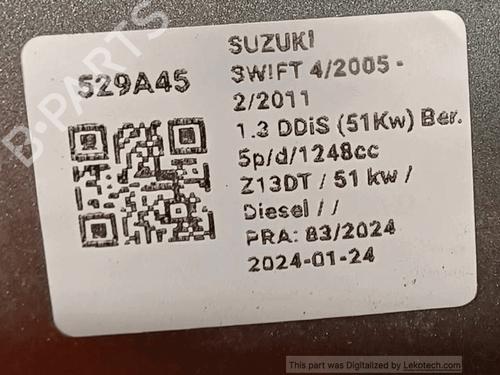 B-PARTS
529A45
SUZUKI
SWIFT 4/2005 -
2/2011
1.3 DDiS (51Kw) Ber.
5p/d/1248cc
Z13DT / 51 kw /
Diesel / /
PRA: 83/2024
2024-01-24
This part was Digitalized by Lekotech.com